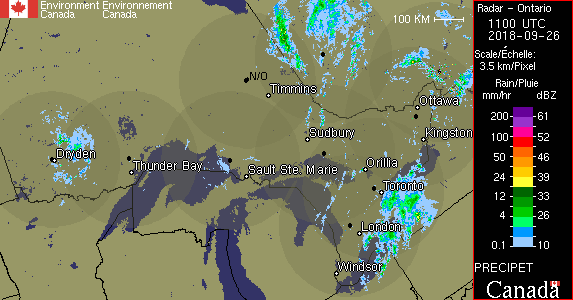 Environment Environnement
Canada Canada
100 KM
N/O
Timmins
Ottawa
Sudbury
Kingston
Dryden
Thunder Bay
Sault Ste. Marie
Orillia
Toronto
London
Windsor
Radar - Ontario
1100 UTC
2018-09-26
Scale/Échelle:
3.5 km/Pixel
Rain/Pluie
mm/hr dBZ
200 61
100 52
50 46
24 39
12 33
4 26
0.1 10
PRECIPET
Canada